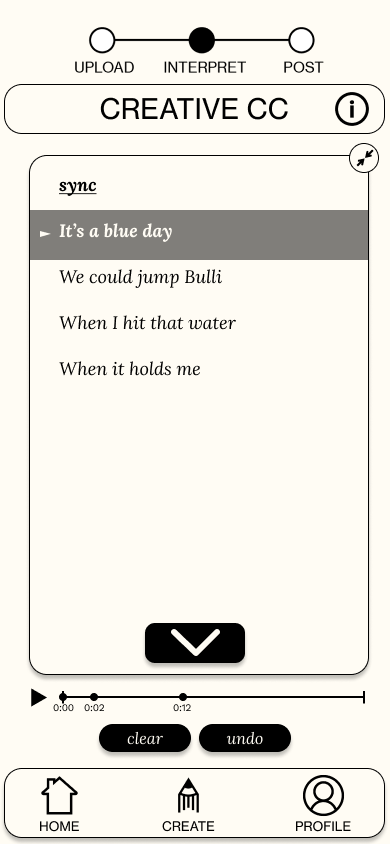 UPLOAD INTERPRET POST
CREATIVE CC
i
sync
► It's a blue day
We could jump Bulli
When I hit that water
When it holds me
0:00 0:02 0:12
clear undo
HOME CREATE PROFILE